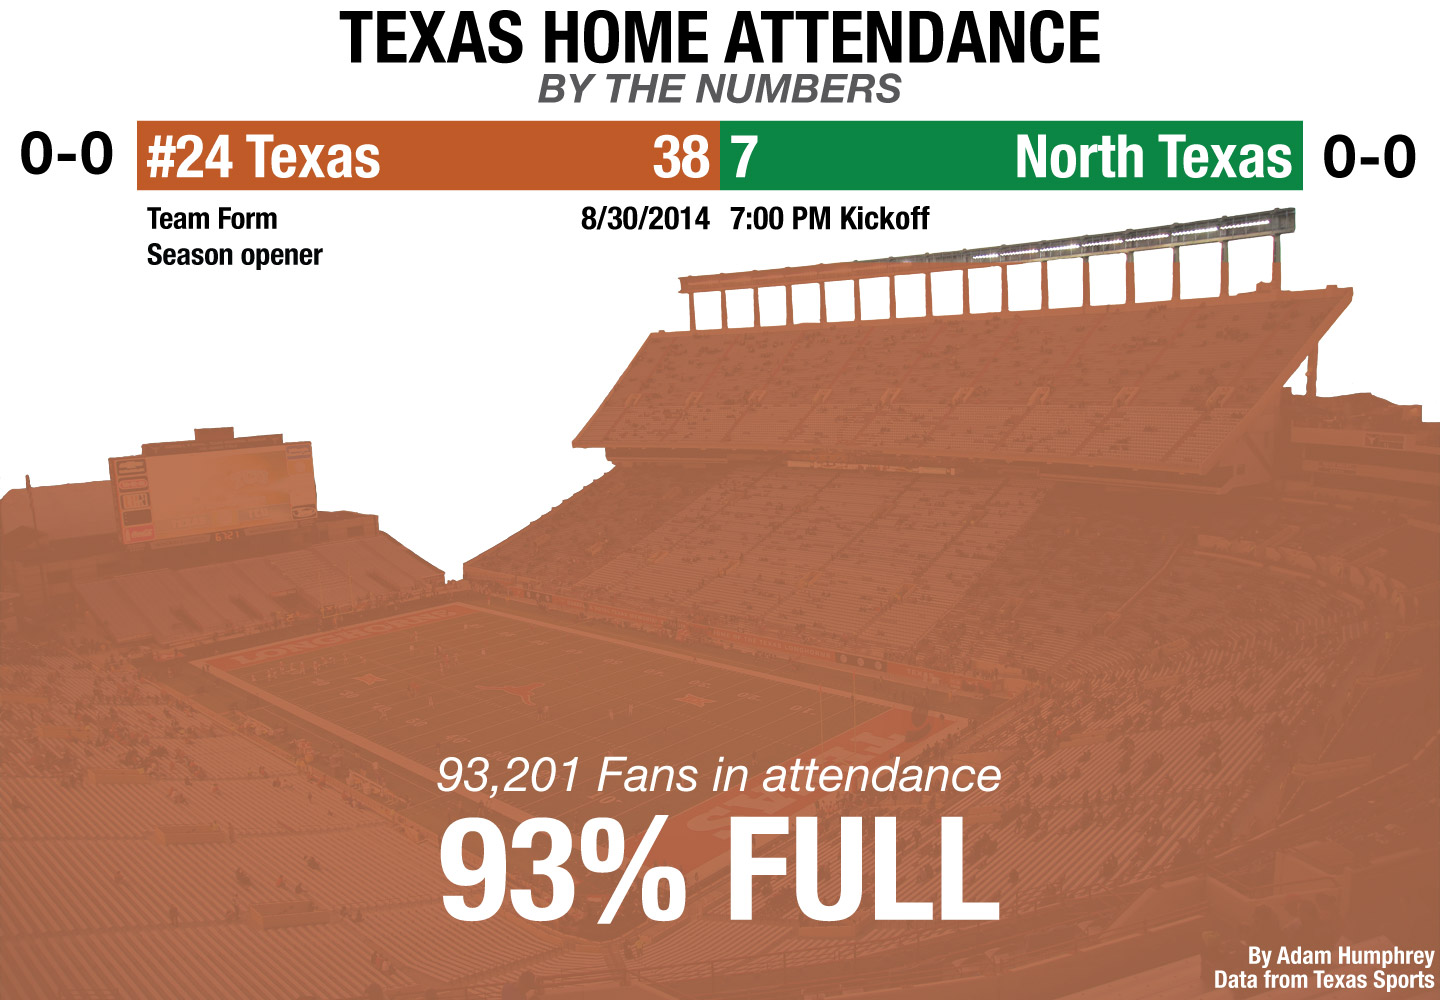 TEXAS HOME ATTENDANCE
BY THE NUMBERS
0-0 #24 Texas 38 7 North Texas 0-0
Team Form 8/30/2014 7:00 PM Kickoff
Season opener
93,201 Fans in attendance
93% FULL
By Adam Humphrey
Data from Texas Sports